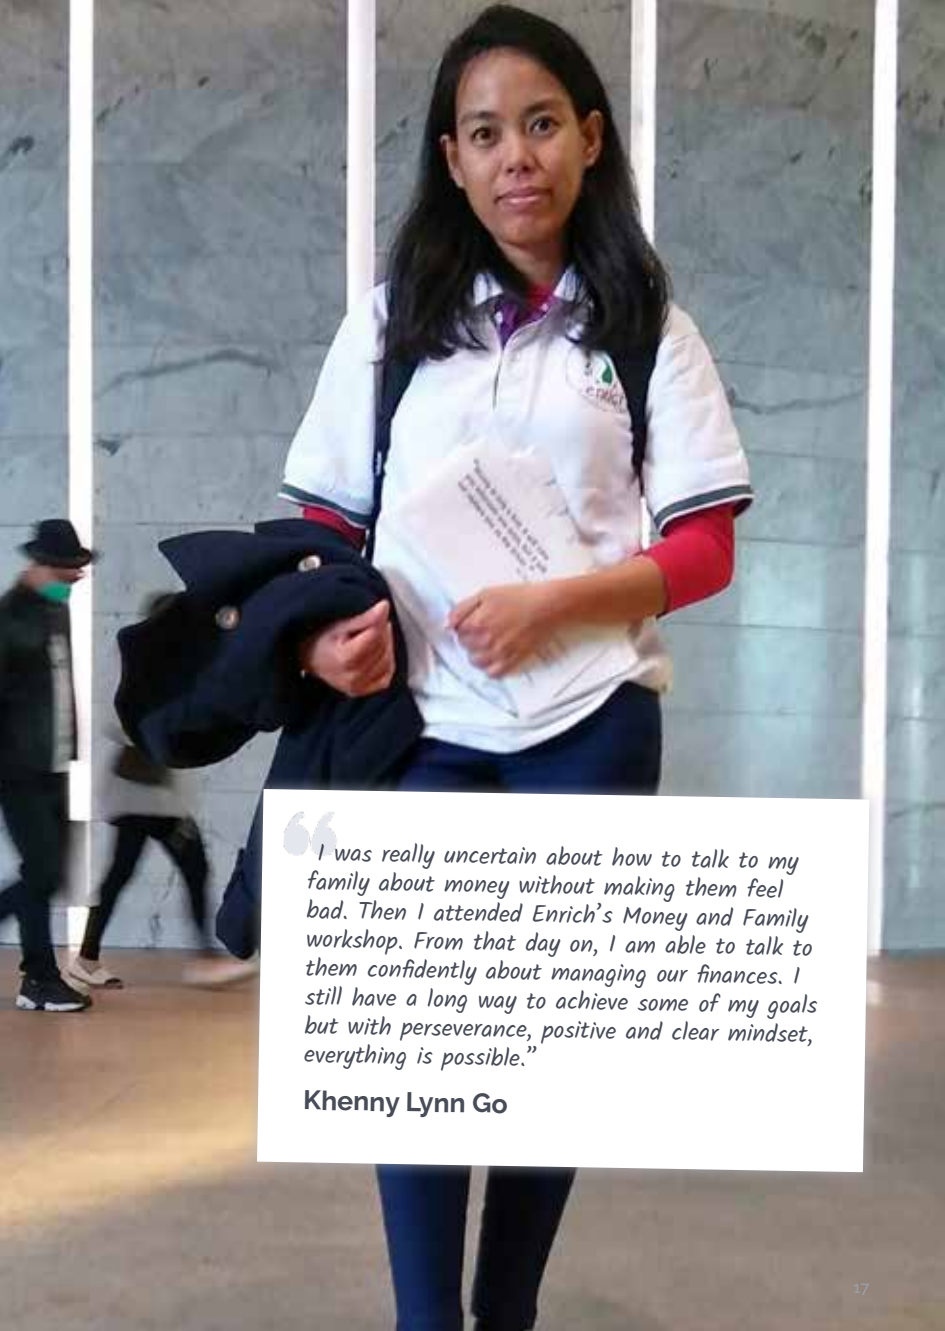 “
I was really uncertain about how to talk to my
family about money without making them feel
bad. Then I attended Enrich’s Money and Family
workshop. From that day on, I am able to talk to
them confidently about managing our finances. I
still have a long way to achieve some of my goals
but with perseverance, positive and clear mindset,
everything is possible.”
Khenny Lynn Go
17